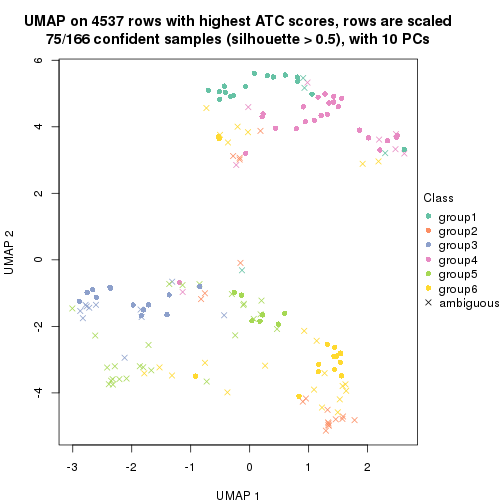 UMAP on 4537 rows with highest ATC scores, rows are scaled
75/166 confident samples (silhouette > 0.5), with 10 PCs
6
4
2
0
-2
-4
UMAP 2
-3
-2
-1
0
1
2
UMAP 1
Class
group1
group2
group3
group4
group5
group6
ambiguous